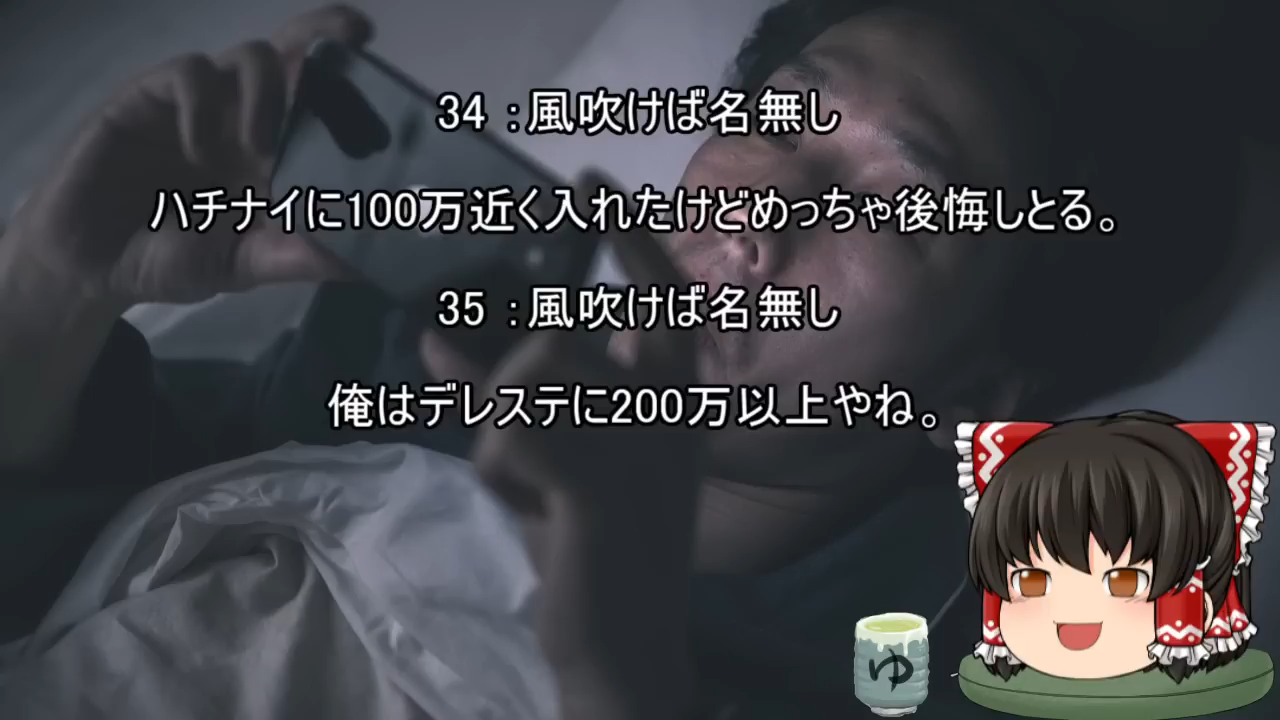 34 :風吹けば名無し
ハチナイに100万近く入れたけどめっちゃ後悔しとる。
35 :風吹けば名無し
俺はデレステに200万以上やね。
ゆ